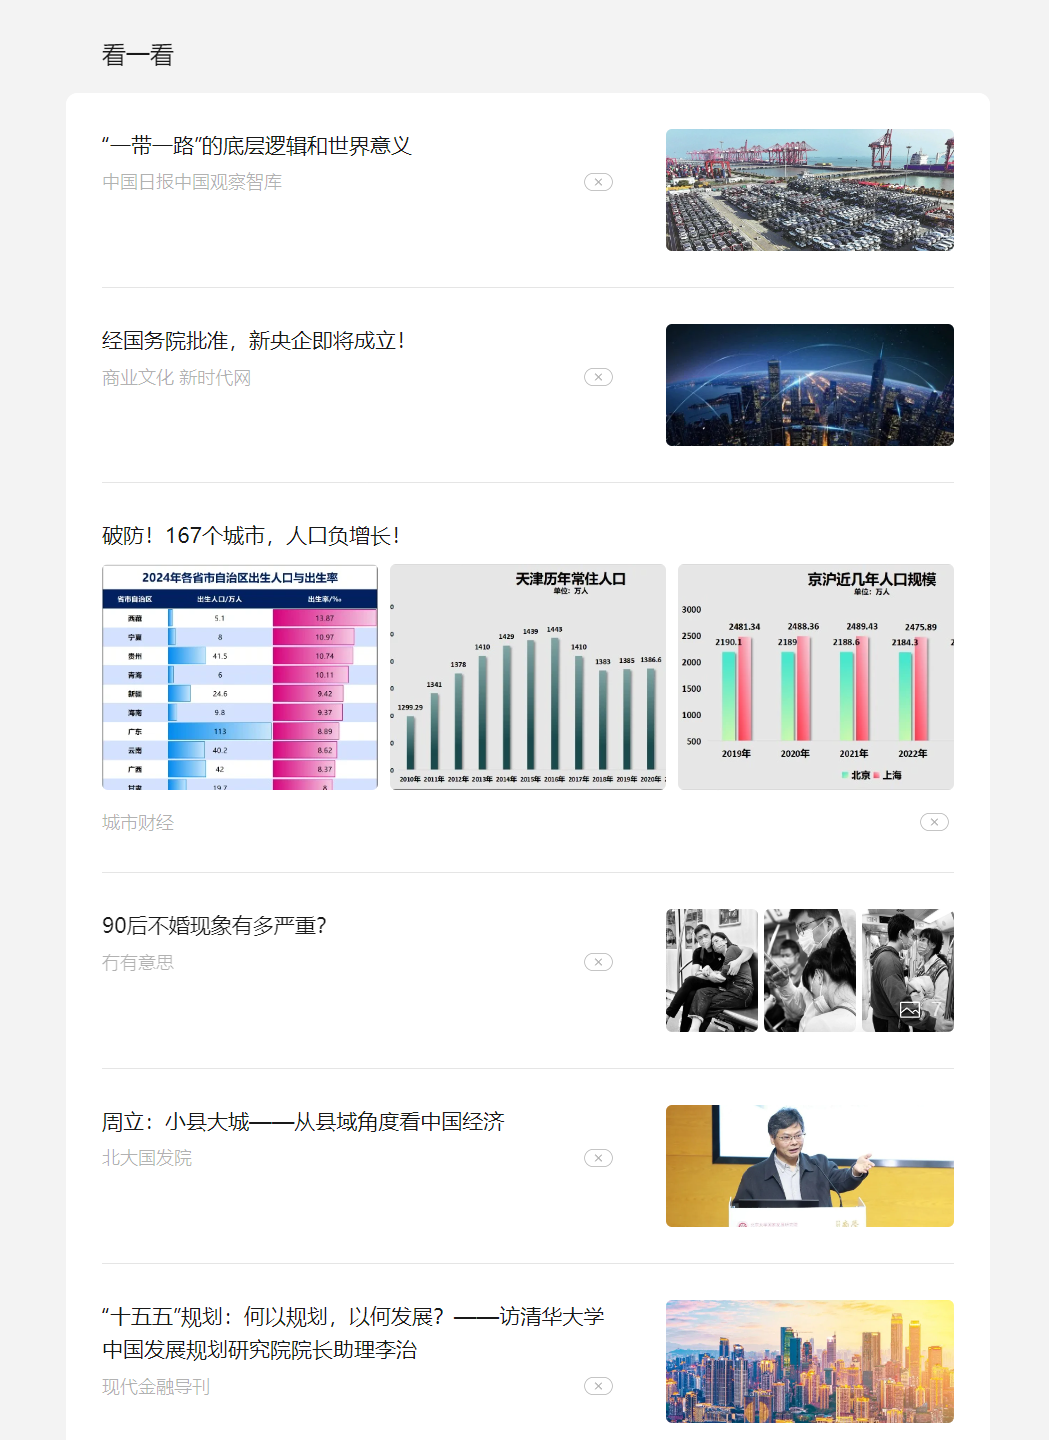 看一看
“一带一路”的底层逻辑和世界意义
中国日报中国观察智库
经国务院批准，新央企即将成立！
商业文化 新时代网
破防！167个城市，人口负增长！
2024年各省市自治区出生人口与出生率
省市自治区 出生人口/万人 出生率/‰
西藏 5.1 13.87
宁夏 8 10.97
贵州 41.5 10.74
青海 6 10.11
新疆 24.6 9.42
海南 9.8 9.37
广东 113 8.89
云南 40.2 8.62
广西 42 8.37
甘肃 19.7 8
天津历年常住人口
单位：万人
1299.29 1341 1378 1410 1429 1439 1443 1410 1383 1385 1386.6
2010年 2011年 2012年 2013年 2014年 2015年 2016年 2017年 2018年 2019年 2020年
京沪近几年人口规模
单位：万人
3000
2500
2000
1500
1000
500
2481.34 2488.36 2489.43 2475.89
2190.1 2189 2188.6 2184.3
2019年 2020年 2021年 2022年
北京 上海
城市财经
90后不婚现象有多严重？
冇有意思
7
周立：小县大城——从县域角度看中国经济
北大国发院
“十五五”规划：何以规划，以何发展？——访清华大学
中国发展规划研究院院长助理李治
现代金融导刊